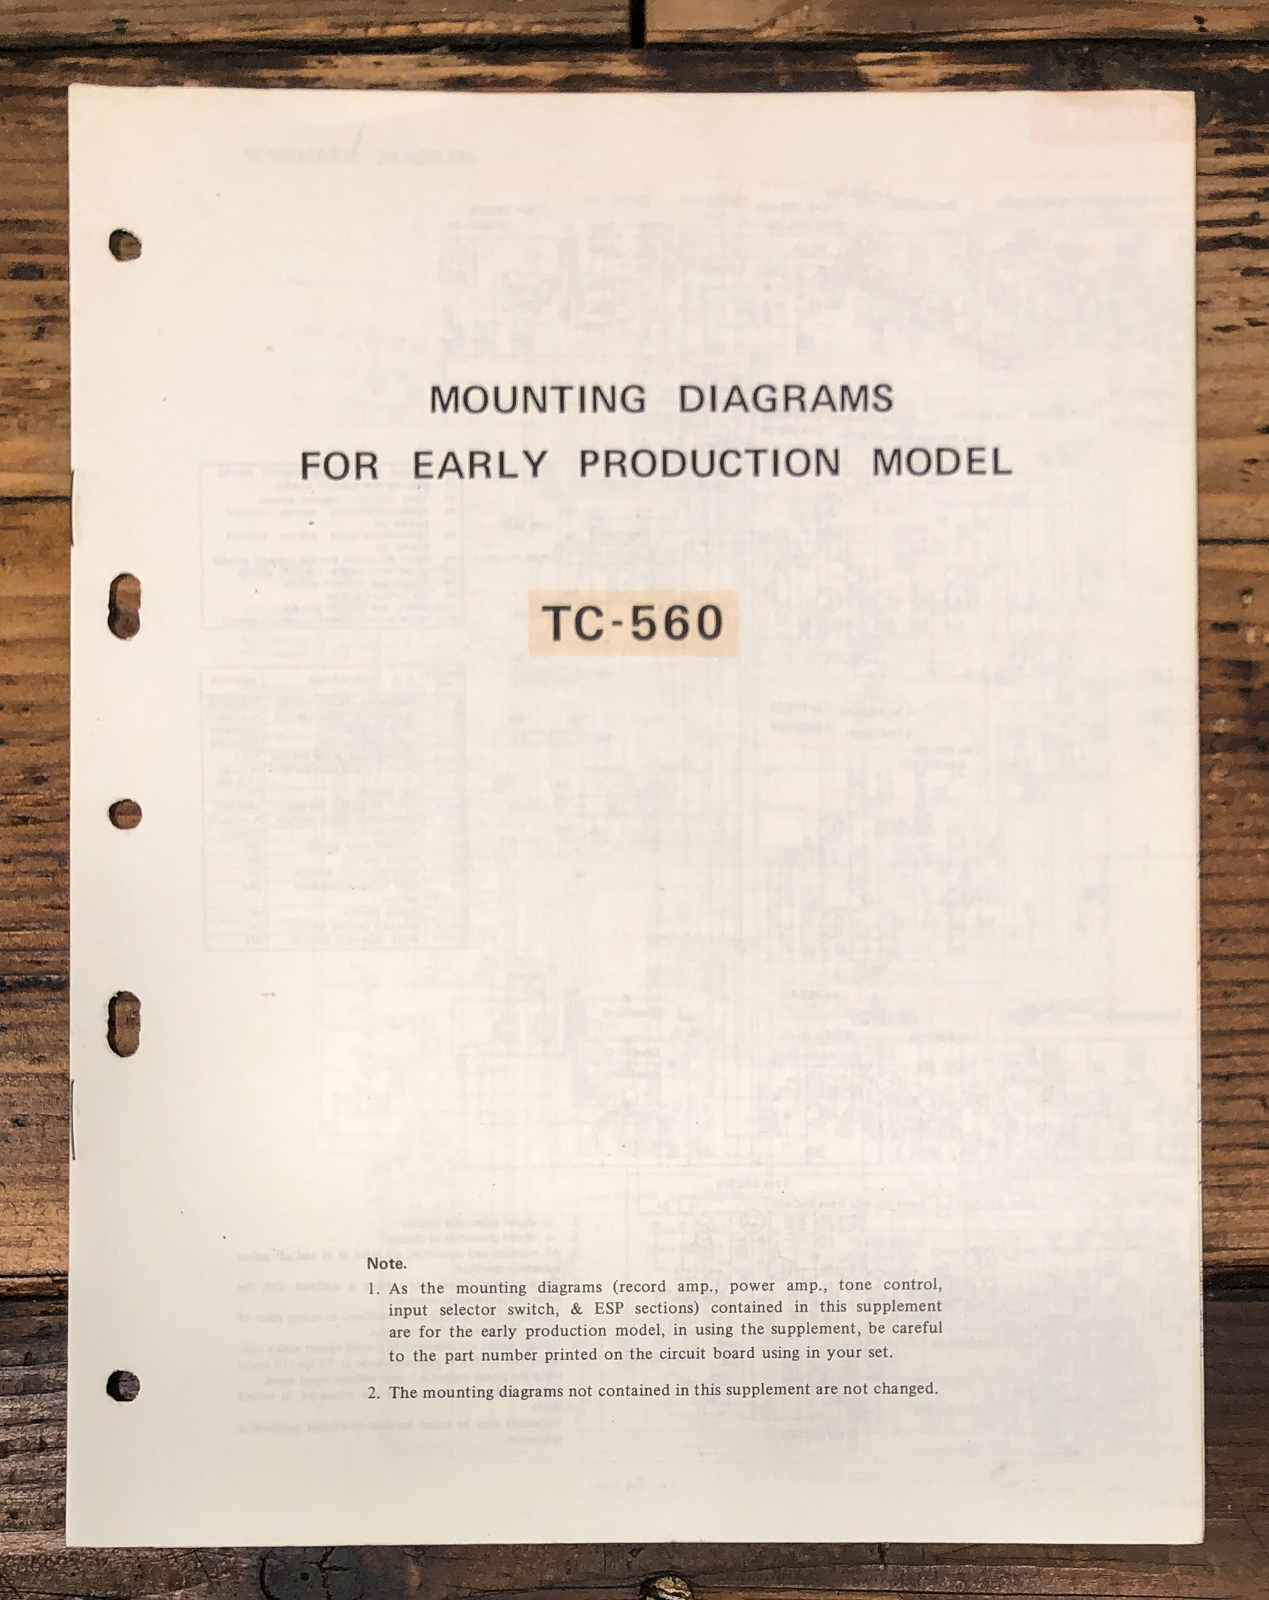 MOUNTING DIAGRAMS
FOR EARLY PRODUCTION MODEL
TC-560
Note.
1. As the mounting diagrams (record amp., power amp., tone control,
input selector switch, & ESP sections) contained in this supplement
are for the early production model, in using the supplement, be careful
to the part number printed on the circuit board using in your set.
2. The mounting diagrams not contained in this supplement are not changed.